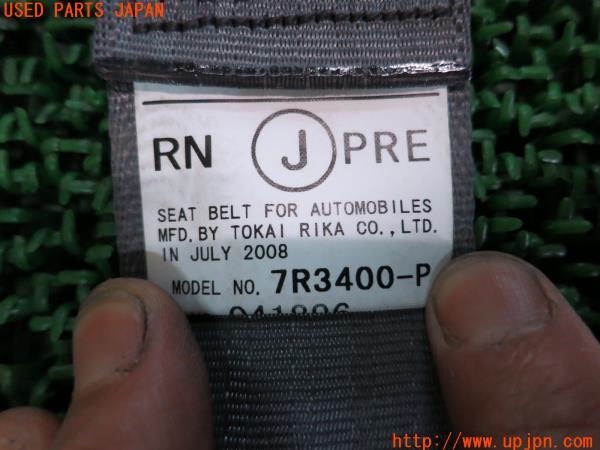 USED PARTS JAPAN
RN J PRE
SEAT BELT FOR AUTOMOBILES
MFD. BY TOKAI RIKA CO., LTD.
IN JULY 2008
MODEL NO. 7R3400-P
http://www.upjpn.com/